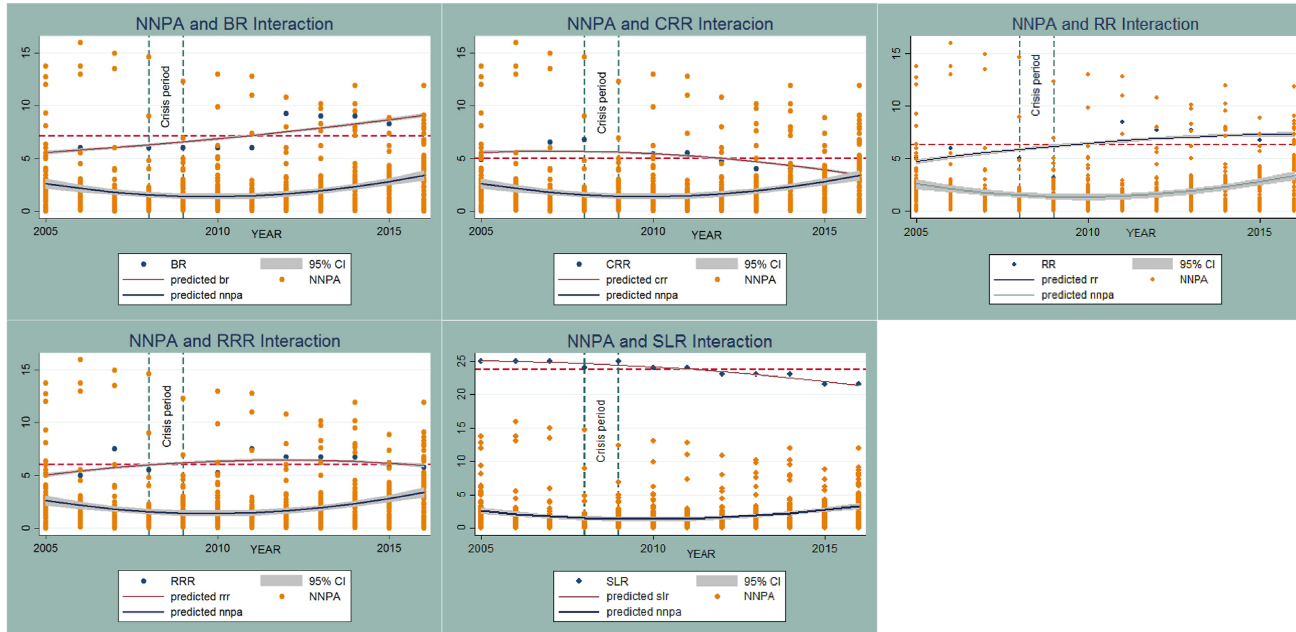 NNPA and BR Interaction
15
10
5
0
Crisis period
2005
2010
2015
YEAR
BR
95% CI
predicted br
NNPA
predicted nnpa
NNPA and CRR Interacion
15
10
5
0
Crisis period
2005
2010
2015
YEAR
CRR
95% CI
predicted crr
NNPA
predicted nnpa
NNPA and RR Interaction
15
10
5
0
Crisis period
2005
2010
2015
YEAR
RR
95% CI
predicted rr
NNPA
predicted nnpa
NNPA and RRR Interaction
15
10
5
0
Crisis period
2005
2010
2015
YEAR
RRR
95% CI
predicted rrr
NNPA
predicted nnpa
NNPA and SLR Interaction
25
20
15
10
5
0
Crisis period
2005
2010
2015
YEAR
SLR
95% CI
predicted slr
NNPA
predicted nnpa